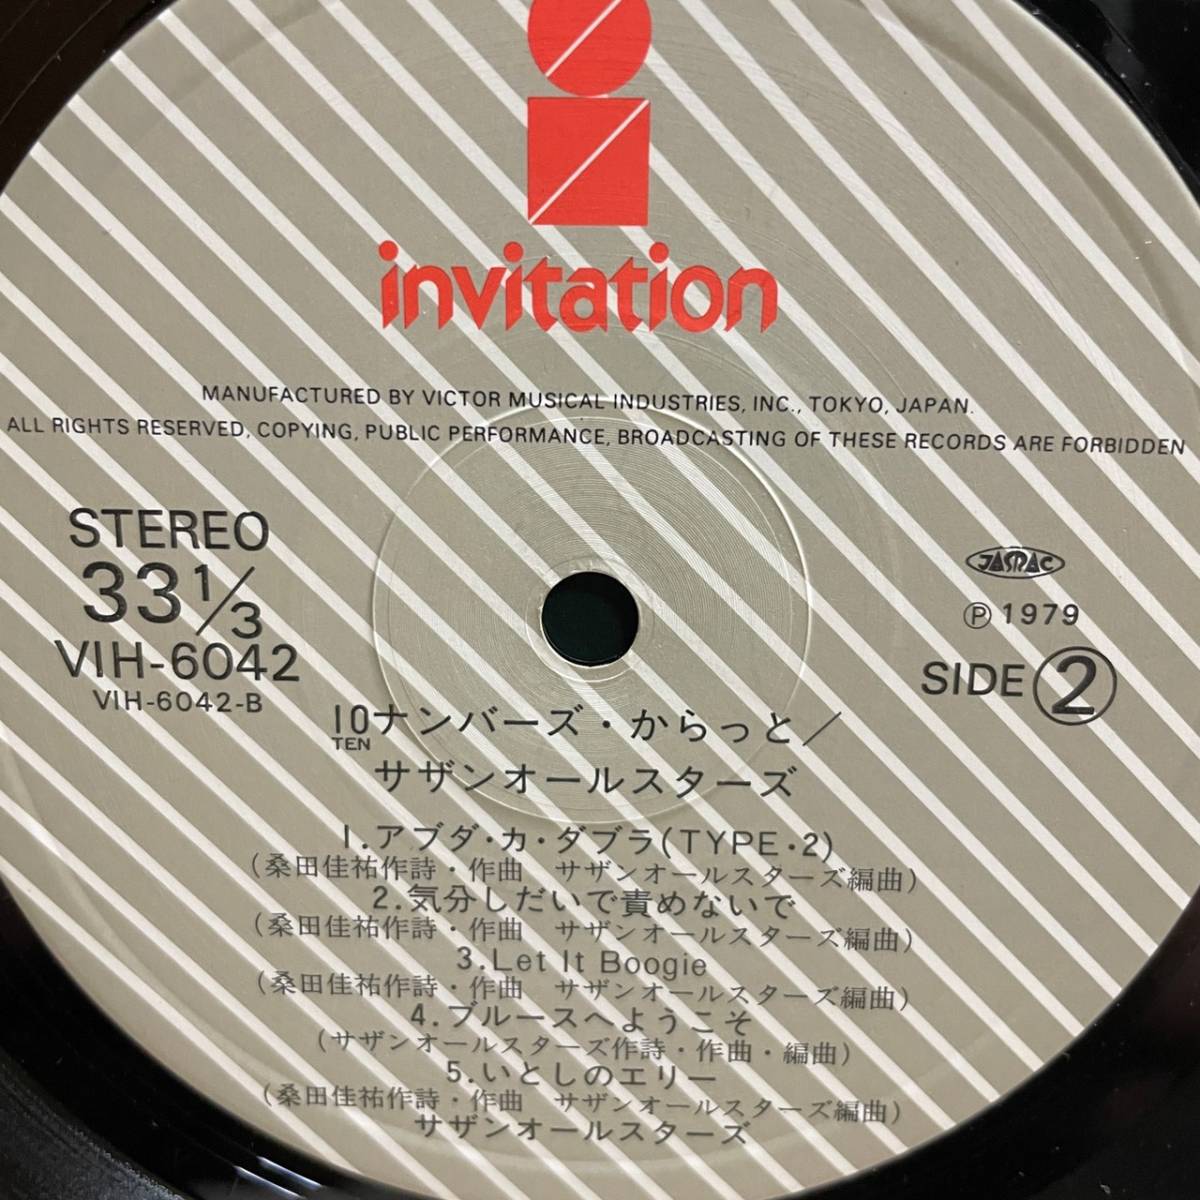 invitation
MANUFACTURED BY VICTOR MUSICAL INDUSTRIES, INC., TOKYO, JAPAN.
ALL RIGHTS RESERVED, COPYING, PUBLIC PERFORMANCE, BROADCASTING OF THESE RECORDS ARE FORBIDDEN
STEREO
33 1/3
VIH-6042
VIH-6042-B
JASRAC
Ⓟ 1979
SIDE ②
10ナンバーズ・からっと／
TEN
サザンオールスターズ
1.アブダ・カ・ダブラ(TYPE・2)
(桑田佳祐作詩・作曲　サザンオールスターズ編曲)
2.気分しだいで責めないで
(桑田佳祐作詩・作曲　サザンオールスターズ編曲)
3.Let It Boogie
(桑田佳祐作詩・作曲　サザンオールスターズ編曲)
4.ブルースへようこそ
(サザンオールスターズ作詩・作曲・編曲)
5.いとしのエリー
(桑田佳祐作詩・作曲　サザンオールスターズ編曲)
サザンオールスターズ